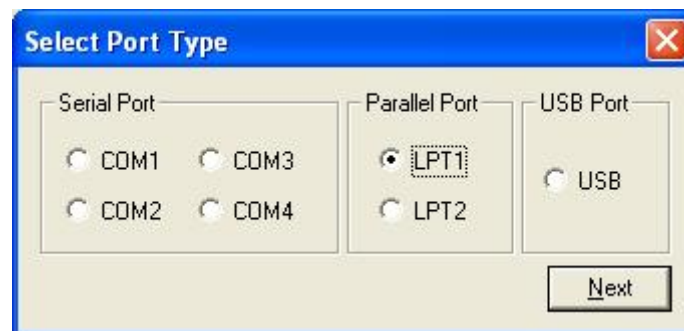 Select Port Type
Serial Port
COM1 COM3
COM2 COM4
Parallel Port
LPT1
LPT2
USB Port
USB
Next